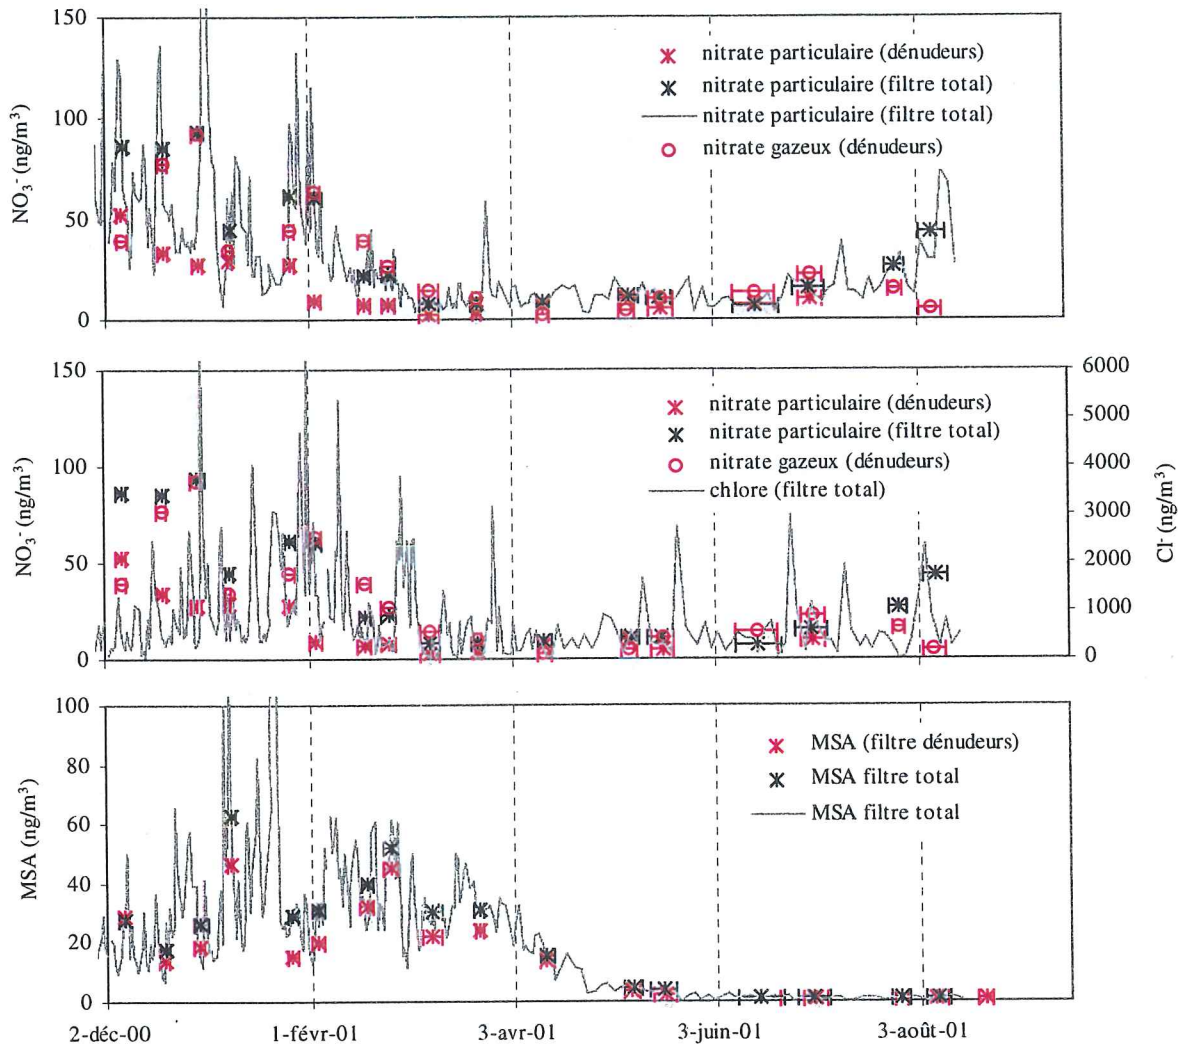 150
100
50
0
NO₃⁻ (ng/m³)
nitrate particulaire (dénudeurs)
nitrate particulaire (filtre total)
nitrate particulaire (filtre total)
nitrate gazeux (dénudeurs)
150
100
50
0
NO₃⁻ (ng/m³)
nitrate particulaire (dénudeurs)
nitrate particulaire (filtre total)
nitrate gazeux (dénudeurs)
chlore (filtre total)
6000
5000
4000
3000
2000
1000
0
Cl⁻ (ng/m³)
100
80
60
40
20
0
MSA (ng/m³)
MSA (filtre dénudeurs)
MSA filtre total
MSA filtre total
2-déc-00 1-févr-01 3-avr-01 3-juin-01 3-août-01